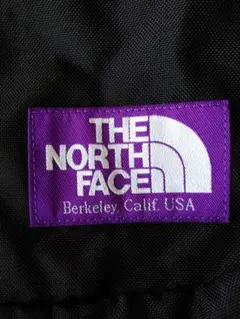 THE
NORTH
FACE
Berkeley, Calif. USA